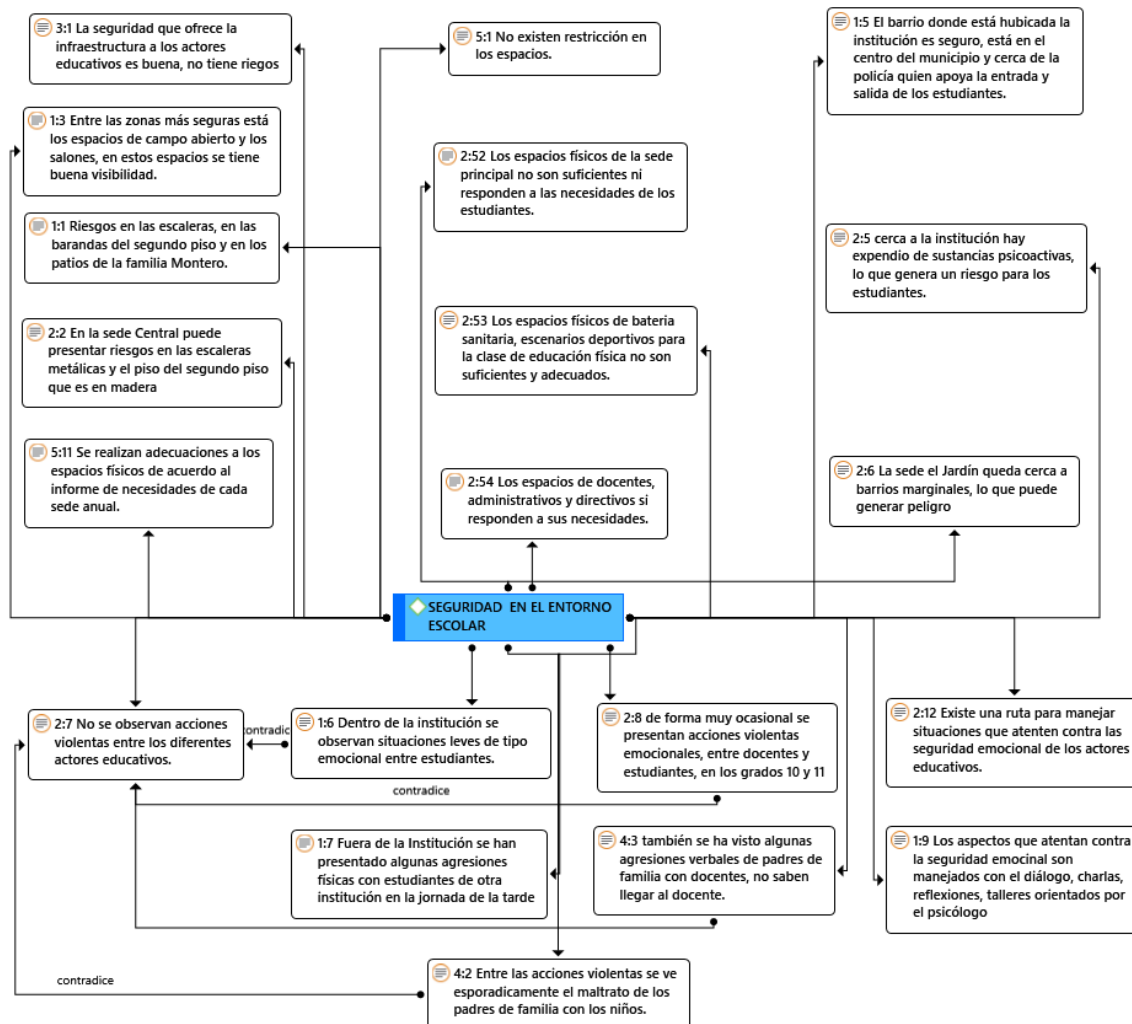 3:1 La seguridad que ofrece la
infraestructura a los actores
educativos es buena, no tiene riegos
5:1 No existen restricción en
los espacios.
1:5 El barrio donde está hubicada la
institución es seguro, está en el
centro del municipio y cerca de la
policía quien apoya la entrada y
salida de los estudiantes.
1:3 Entre las zonas más seguras está
los espacios de campo abierto y los
salones, en estos espacios se tiene
buena visibilidad.
2:52 Los espacios físicos de la sede
principal no son suficientes ni
responden a las necesidades de los
estudiantes.
1:1 Riesgos en las escaleras, en las
barandas del segundo piso y en los
patios de la familia Montero.
2:5 cerca a la institución hay
expendio de sustancias psicoactivas,
lo que genera un riesgo para los
estudiantes.
2:2 En la sede Central puede
presentar riesgos en las escaleras
metálicas y el piso del segundo piso
que es en madera
2:53 Los espacios físicos de bateria
sanitaria, escenarios deportivos para
la clase de educación física no son
suficientes y adecuados.
5:11 Se realizan adecuaciones a los
espacios físicos de acuerdo al
informe de necesidades de cada
sede anual.
2:54 Los espacios de docentes,
administrativos y directivos si
responden a sus necesidades.
2:6 La sede el Jardín queda cerca a
barrios marginales, lo que puede
generar peligro
SEGURIDAD EN EL ENTORNO
ESCOLAR
2:7 No se observan acciones
violentas entre los diferentes
actores educativos.
contradice
1:6 Dentro de la institución se
observan situaciones leves de tipo
emocional entre estudiantes.
2:8 de forma muy ocasional se
presentan acciones violentas
emocionales, entre docentes y
estudiantes, en los grados 10 y 11
2:12 Existe una ruta para manejar
situaciones que atenten contra las
seguridad emocional de los actores
educativos.
contradice
1:7 Fuera de la Institución se han
presentado algunas agresiones
físicas con estudiantes de otra
institución en la jornada de la tarde
4:3 también se ha visto algunas
agresiones verbales de padres de
familia con docentes, no saben
llegar al docente.
1:9 Los aspectos que atentan contra
la seguridad emocinal son
manejados con el diálogo, charlas,
reflexiones, talleres orientados por
el psicólogo
contradice
4:2 Entre las acciones violentas se ve
esporadicamente el maltrato de los
padres de familia con los niños.